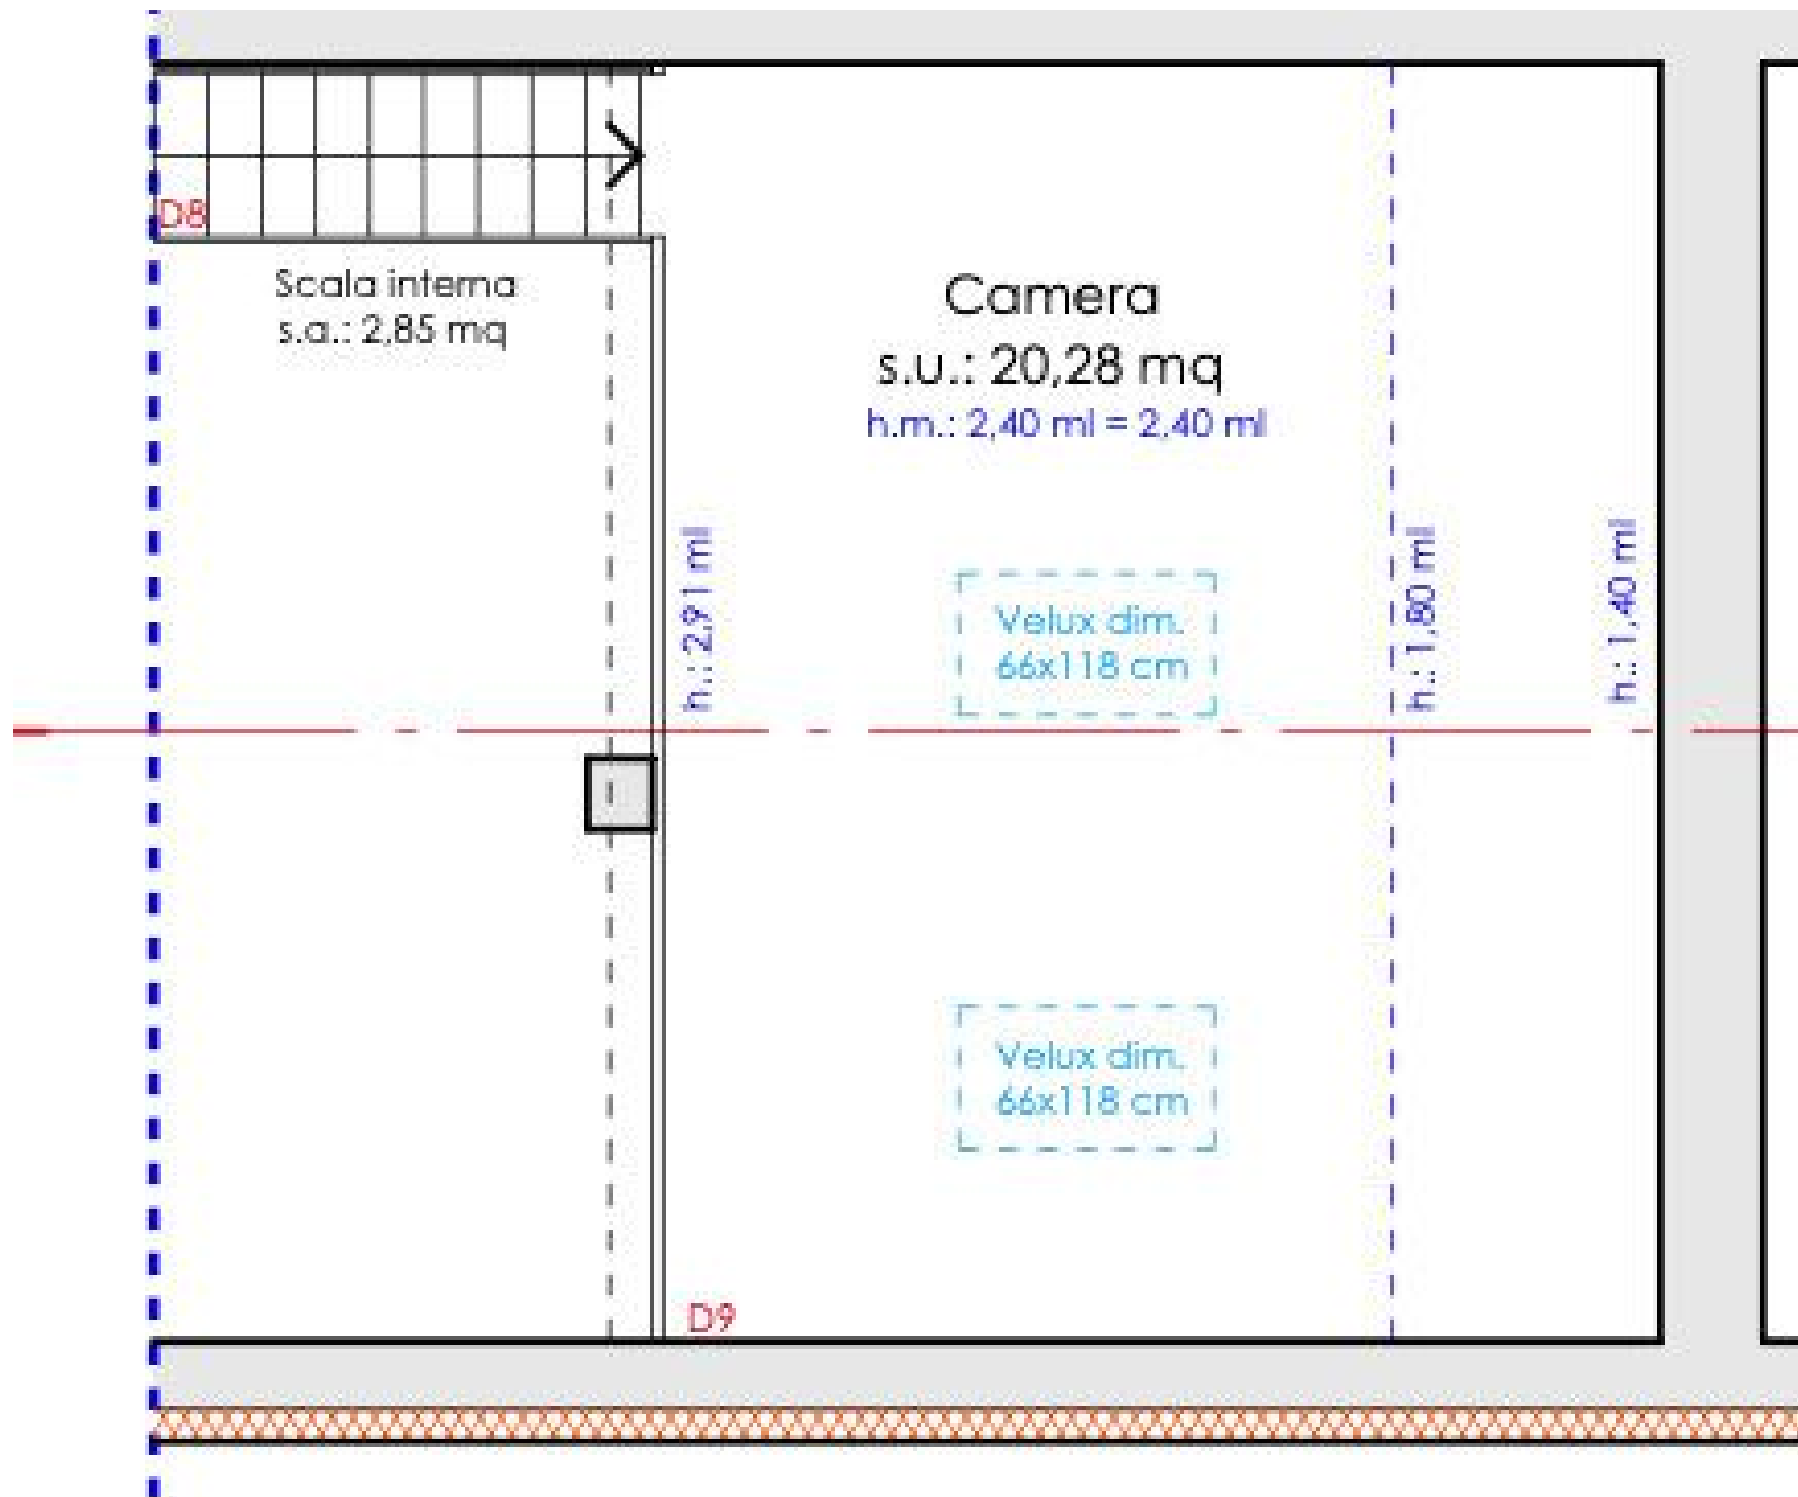 D8
Scala interna
s.a.: 2,85 mq
Camera
s.u.: 20,28 mq
h.m.: 2,40 ml = 2,40 ml
h.: 2,91 ml
h.: 1,80 ml
h.: 1,40 ml
Velux dim.
66x118 cm
Velux dim.
66x118 cm
D9